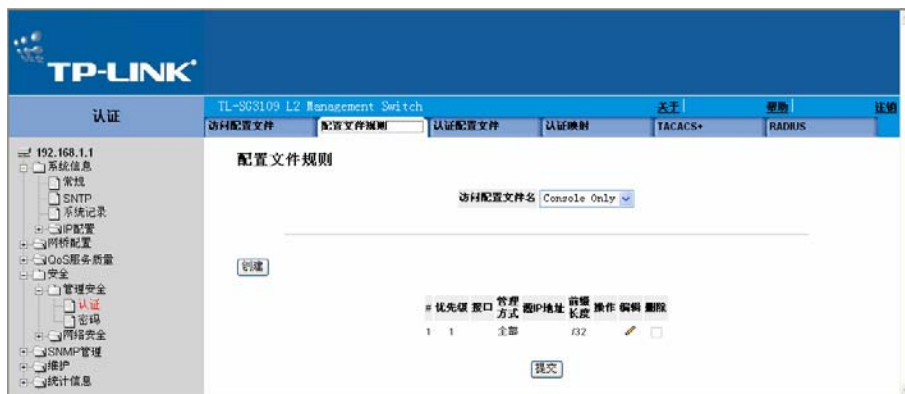 TP-LINK
认证
TL-SG3109 L2 Management Switch
关于
帮助
注销
访问配置文件
配置文件规则
认证配置文件
认证映射
TACACS+
RADIUS
192.168.1.1
系统信息
常规
SNTP
系统记录
IP配置
网桥配置
QoS服务质量
安全
管理安全
认证
密码
网络安全
SNMP管理
维护
统计信息
配置文件规则
访问配置文件名 Console Only
创建
# 优先级 接口 管理方式 源IP地址 前缀长度 操作 编辑 删除
1 1 全部 /32
提交